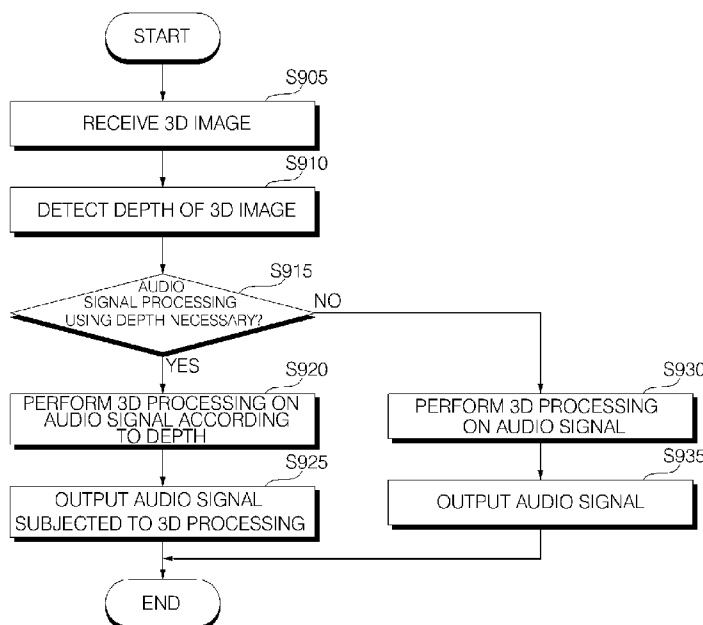 START
S905
RECEIVE 3D IMAGE
S910
DETECT DEPTH OF 3D IMAGE
S915
AUDIO
SIGNAL PROCESSING
USING DEPTH NECESSARY?
NO
YES
S920
PERFORM 3D PROCESSING ON
AUDIO SIGNAL ACCORDING
TO DEPTH
S925
OUTPUT AUDIO SIGNAL
SUBJECTED TO 3D PROCESSING
S930
PERFORM 3D PROCESSING
ON AUDIO SIGNAL
S935
OUTPUT AUDIO SIGNAL
END